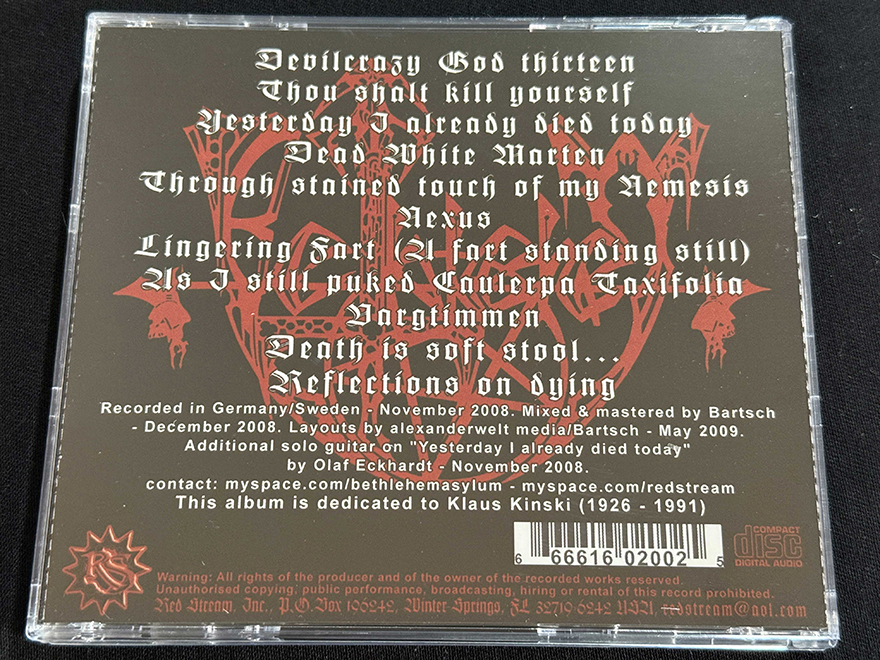 Devilcrazy God thirteen
Thou shalt kill yourself
Yesterday I already died today
Dead White Marten
Through stained touch of my Nemesis
Nexus
Lingering Fart (A fart standing still)
As I still puked Caulerpa Taxifolia
Vargtimmen
Death is soft stool...
Reflections on dying
Recorded in Germany/Sweden - November 2008. Mixed & mastered by Bartsch
- December 2008. Layouts by alexanderwelt media/Bartsch - May 2009.
Additional solo guitar on "Yesterday I already died today"
by Olaf Eckhardt - November 2008.
contact: myspace.com/bethlehemasylum - myspace.com/redstream
This album is dedicated to Klaus Kinski (1926 - 1991)
6 66616 02002 5
COMPACT
disc
DIGITAL AUDIO
RS
Warning: All rights of the producer and of the owner of the recorded works reserved.
Unauthorised copying, public performance, broadcasting, hiring or rental of this record prohibited.
Red Stream, Inc., P.O.Box 196242, Winter Springs, FL 32719-6242 USA, redstream@aol.com